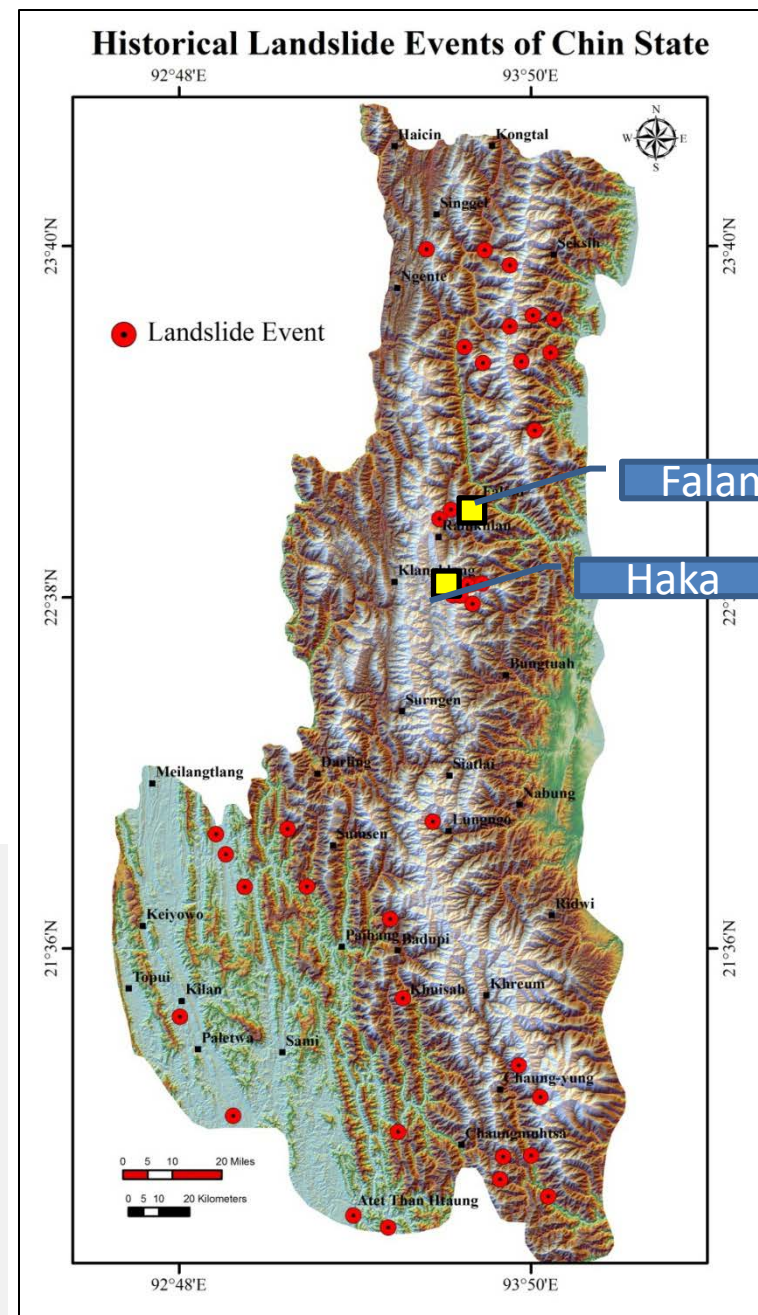 Historical Landslide Events of Chin State
92°48'E 93°50'E
N
W E
S
Haicin Kongtal
Singgel
23°40'N 23°40'N
Seksih
Ngente
Landslide Event
Falam
Ramkhlan
Haka
22°38'N
Bungtuah
Surngen
Darling Siatlai
Meilangtlang
Nabung
Lungngo
Sumsen
Ridwi
Keiyowo
21°36'N 21°36'N
Paihang Badupi
Topui
Kilan Khuisah Khreum
Paletwa Sami
Chaung-yung
Chaungmuhtsa
0 5 10 20 Miles
0 5 10 20 Kilometers
Atet Than Htaung
92°48'E 93°50'E